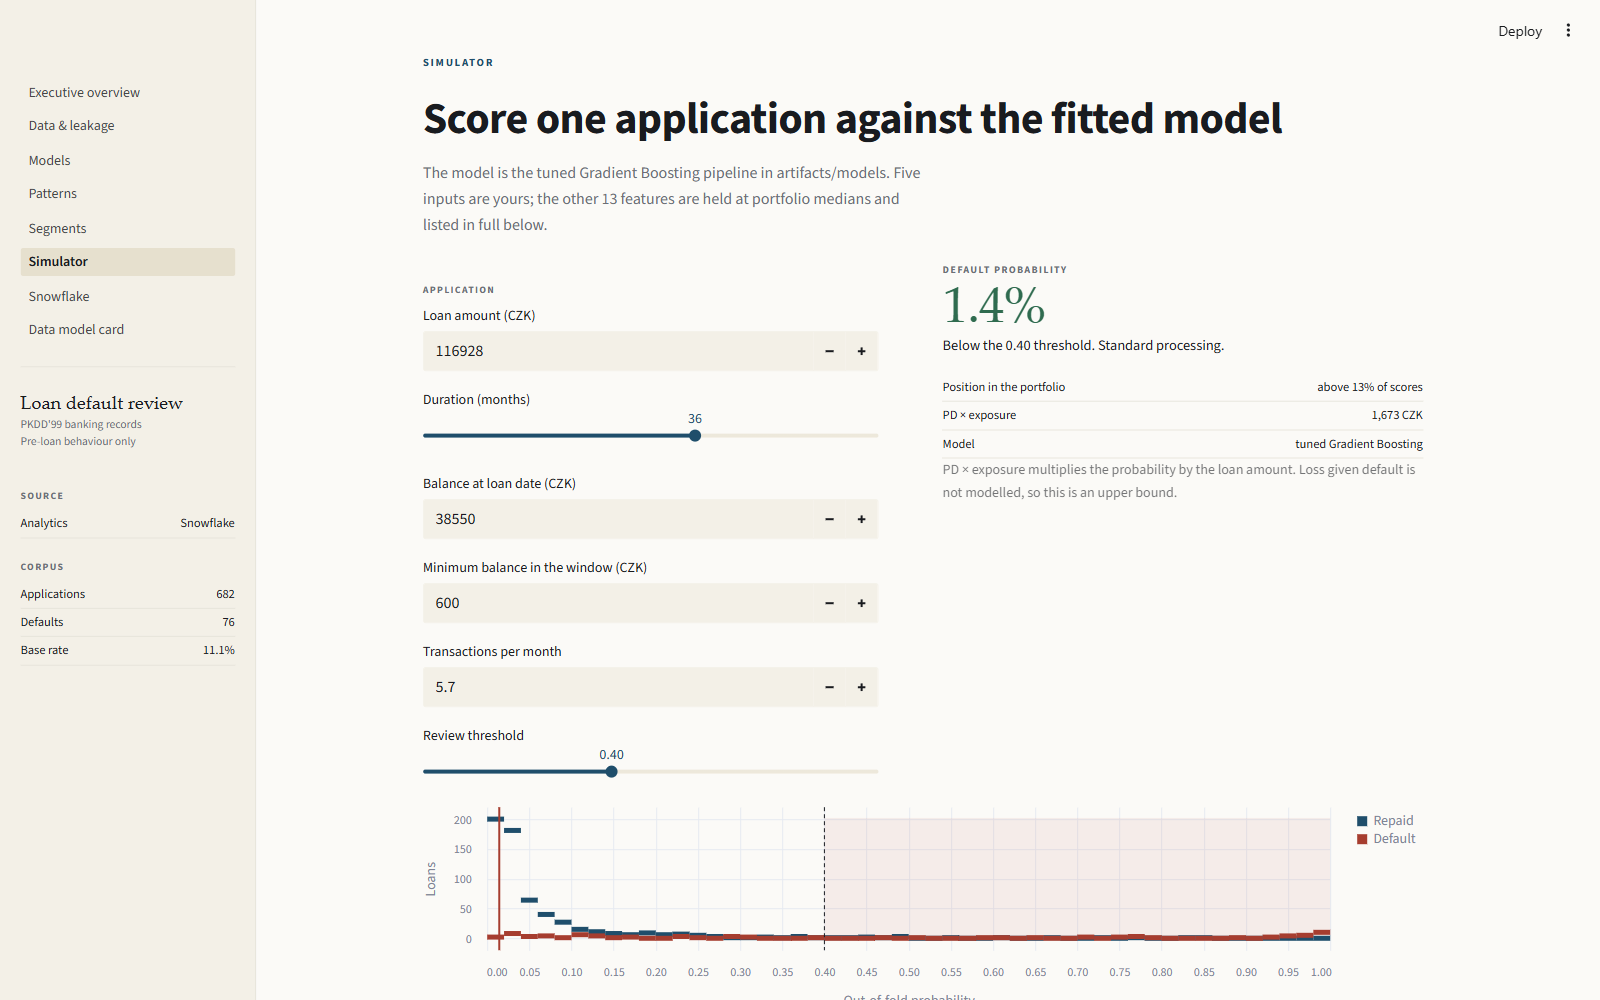 Deploy
Executive overview
Data & leakage
Models
Patterns
Segments
Simulator
Snowflake
Data model card
Loan default review
PKDD'99 banking records
Pre-loan behaviour only
SOURCE
Analytics Snowflake
CORPUS
Applications 682
Defaults 76
Base rate 11.1%
SIMULATOR
Score one application against the fitted model
The model is the tuned Gradient Boosting pipeline in artifacts/models. Five
inputs are yours; the other 13 features are held at portfolio medians and
listed in full below.
APPLICATION
Loan amount (CZK)
116928
Duration (months)
36
Balance at loan date (CZK)
38550
Minimum balance in the window (CZK)
600
Transactions per month
5.7
Review threshold
0.40
DEFAULT PROBABILITY
1.4%
Below the 0.40 threshold. Standard processing.
Position in the portfolio above 13% of scores
PD × exposure 1,673 CZK
Model tuned Gradient Boosting
PD × exposure multiplies the probability by the loan amount. Loss given default is
not modelled, so this is an upper bound.
Loans
200
150
100
50
0
0.00 0.05 0.10 0.15 0.20 0.25 0.30 0.35 0.40 0.45 0.50 0.55 0.60 0.65 0.70 0.75 0.80 0.85 0.90 0.95 1.00
Out-of-fold probability
Repaid
Default